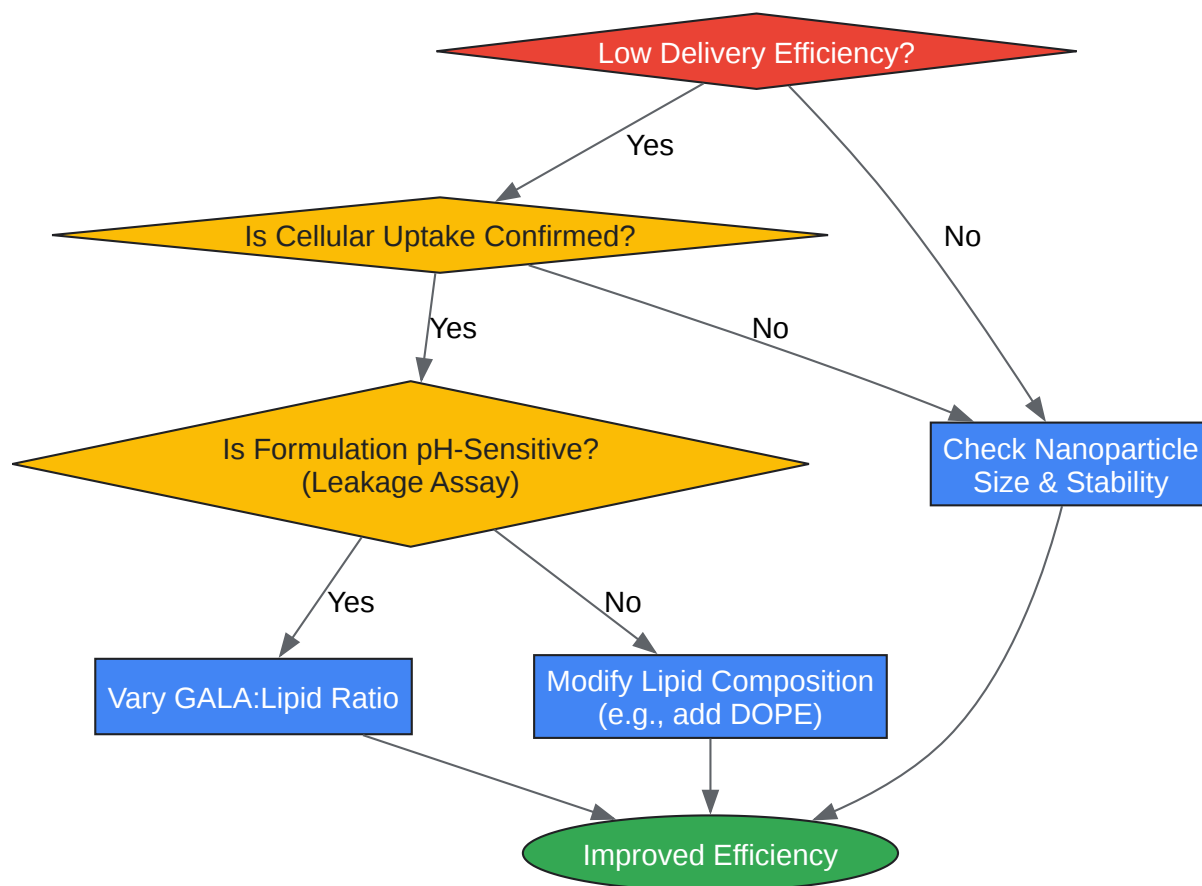 Low Delivery Efficiency?
Yes
No
Is Cellular Uptake Confirmed?
Yes
No
Is Formulation pH-Sensitive?
(Leakage Assay)
Check Nanoparticle
Size & Stability
Yes
No
Vary GALA:Lipid Ratio
Modify Lipid Composition
(e.g., add DOPE)
Improved Efficiency